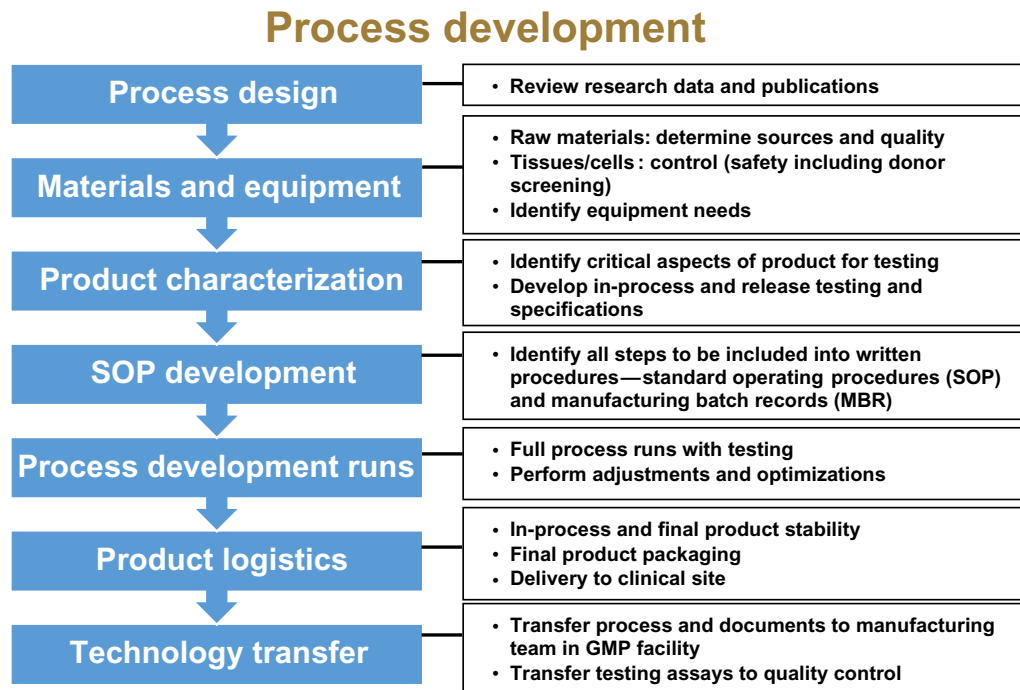 Process development
Process design
• Review research data and publications
Materials and equipment
• Raw materials: determine sources and quality
• Tissues/cells: control (safety including donor
screening)
• Identify equipment needs
Product characterization
• Identify critical aspects of product for testing
• Develop in-process and release testing and
specifications
SOP development
• Identify all steps to be included into written
procedures—standard operating procedures (SOP)
and manufacturing batch records (MBR)
Process development runs
• Full process runs with testing
• Perform adjustments and optimizations
Product logistics
• In-process and final product stability
• Final product packaging
• Delivery to clinical site
Technology transfer
• Transfer process and documents to manufacturing
team in GMP facility
• Transfer testing assays to quality control